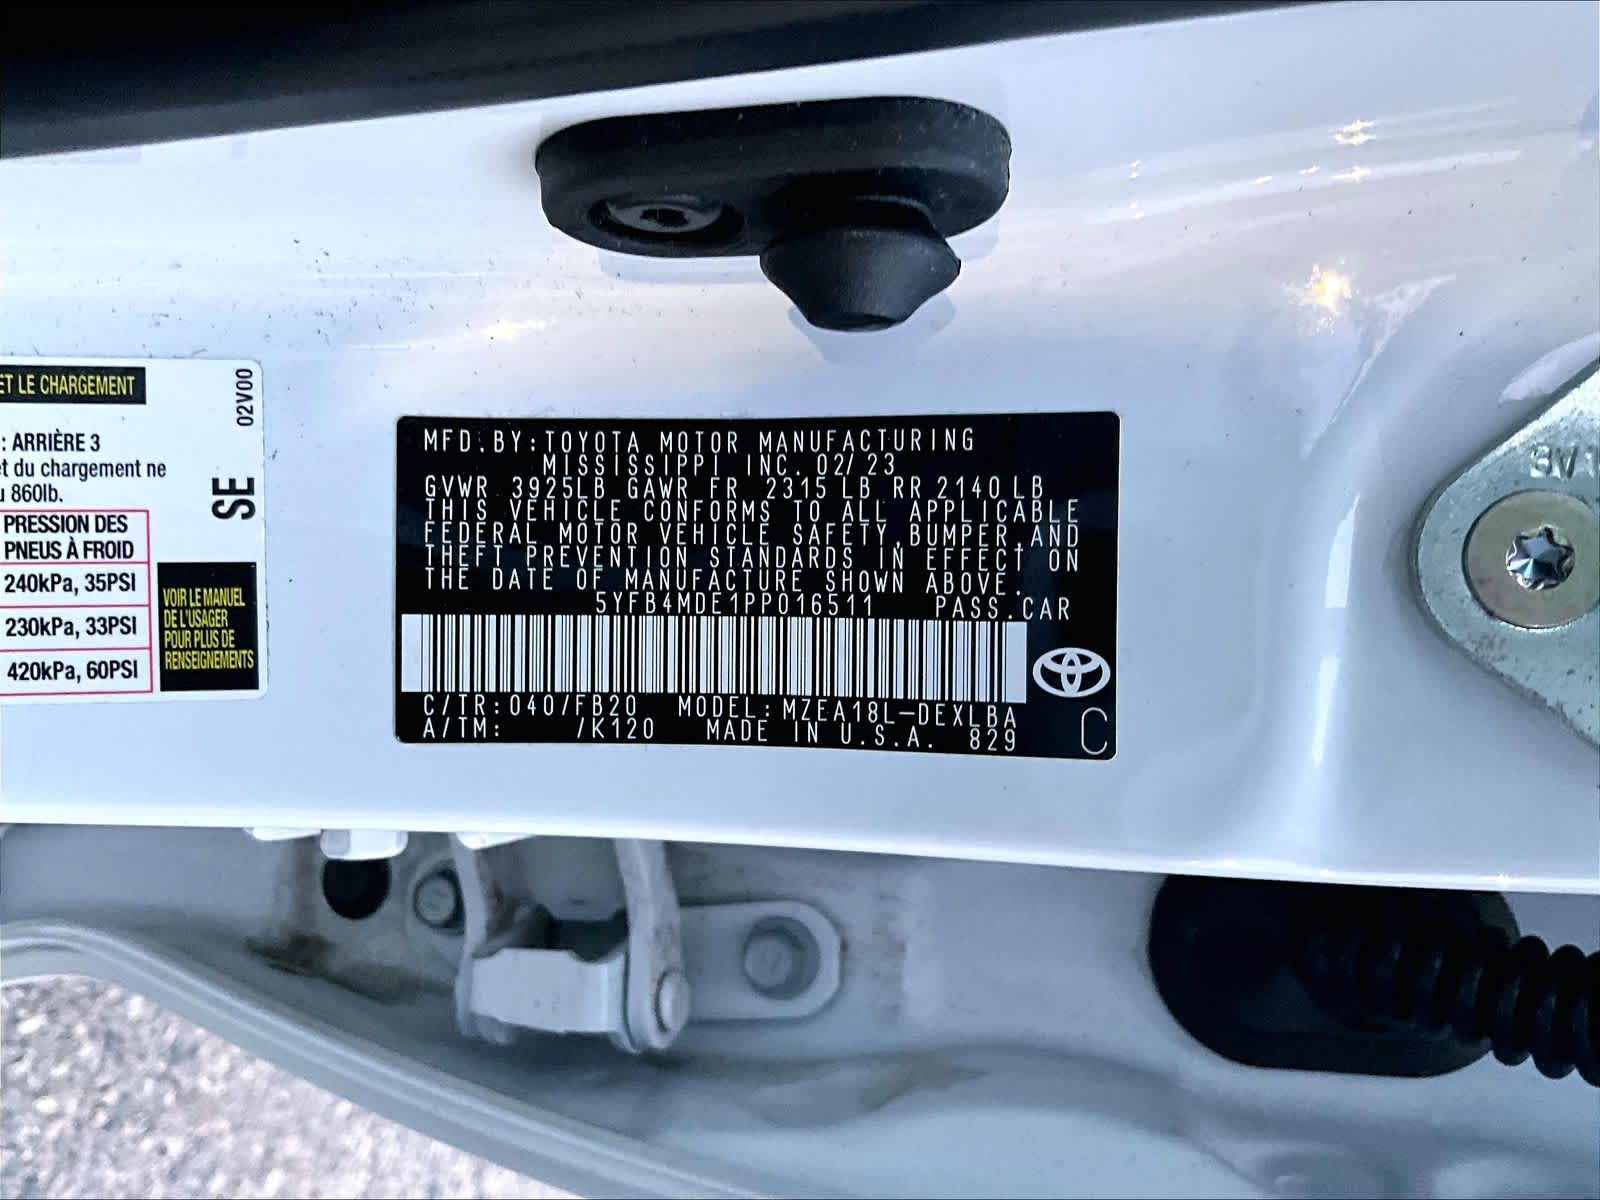 ET LE CHARGEMENT
: ARRIÈRE 3
et du chargement ne
u 860lb.
PRESSION DES
PNEUS À FROID
240kPa, 35PSI
230kPa, 33PSI
420kPa, 60PSI
02V00
SE
VOIR LE MANUEL
DE L'USAGER
POUR PLUS DE
RENSEIGNEMENTS
MFD.BY:TOYOTA MOTOR MANUFACTURING
MISSISSIPPI INC. 02/23
GVWR 3925LB GAWR FR 2315LB RR 2140LB
THIS VEHICLE CONFORMS TO ALL APPLICABLE
FEDERAL MOTOR VEHICLE SAFETY,BUMPER,AND
THEFT PREVENTION STANDARDS IN EFFECT ON
THE DATE OF MANUFACTURE SHOWN ABOVE.
5YFB4MDE1PP016511 PASS.CAR
C/TR:040/FB20 MODEL:MZEA18L-DEXLBA
A/TM: /K120 MADE IN U.S.A. 829
C